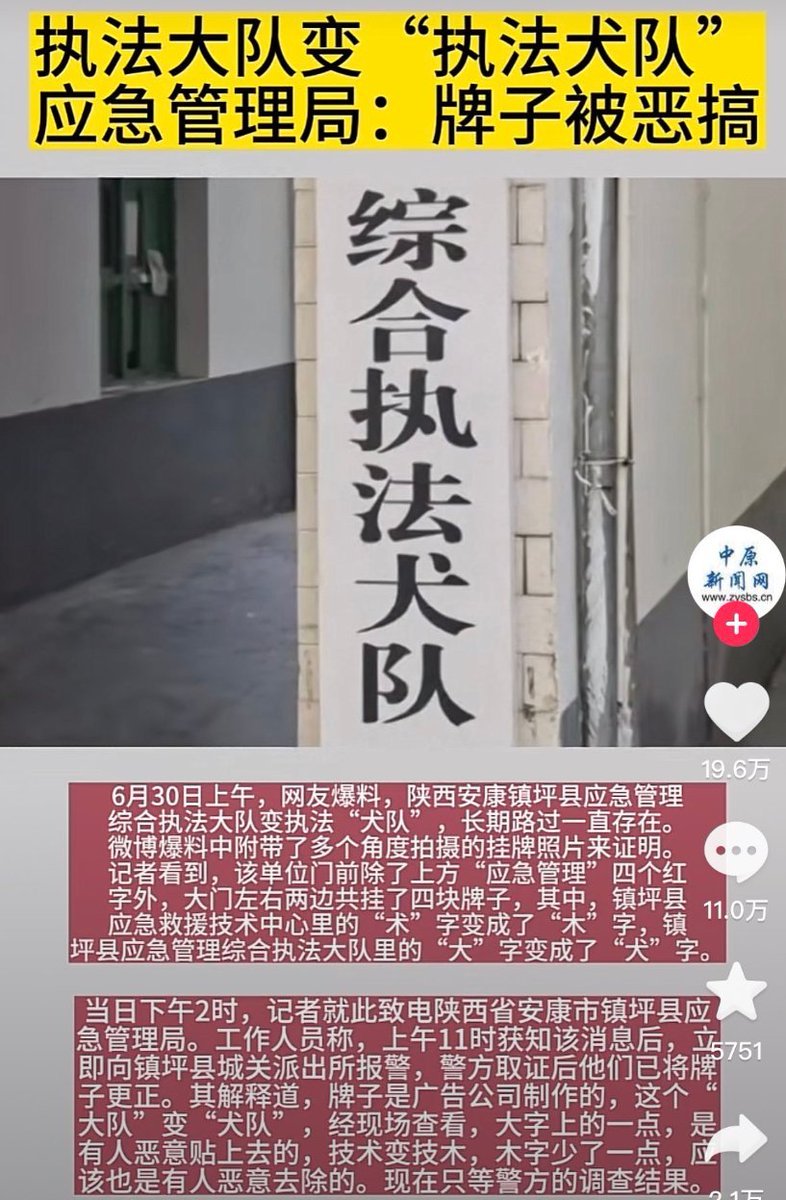 执法大队变“执法犬队”
应急管理局：牌子被恶搞
综合执法犬队
中原
新闻网
www.zysbs.cn
19.6万
11.0万
5751
2.1万
6月30日上午，网友爆料，陕西安康镇坪县应急管理
综合执法大队变执法“犬队”，长期路过一直存在。
微博爆料中附带了多个角度拍摄的挂牌照片来证明。
记者看到，该单位门前除了上方“应急管理”四个红
字外，大门左右两边共挂了四块牌子，其中，镇坪县
应急救援技术中心里的“术”字变成了“木”字，镇
坪县应急管理综合执法大队里的“大”字变成了“犬”字。
当日下午2时，记者就此致电陕西省安康市镇坪县应
急管理局。工作人员称，上午11时获知该消息后，立
即向镇坪县城关派出所报警，警方取证后他们已将牌
子更正。其解释道，牌子是广告公司制作的，这个“
大队”变“犬队”，经现场查看，大字上的一点，是
有人恶意贴上去的，技术变技木，木字少了一点，应
该也是有人恶意去除的。现在只等警方的调查结果。